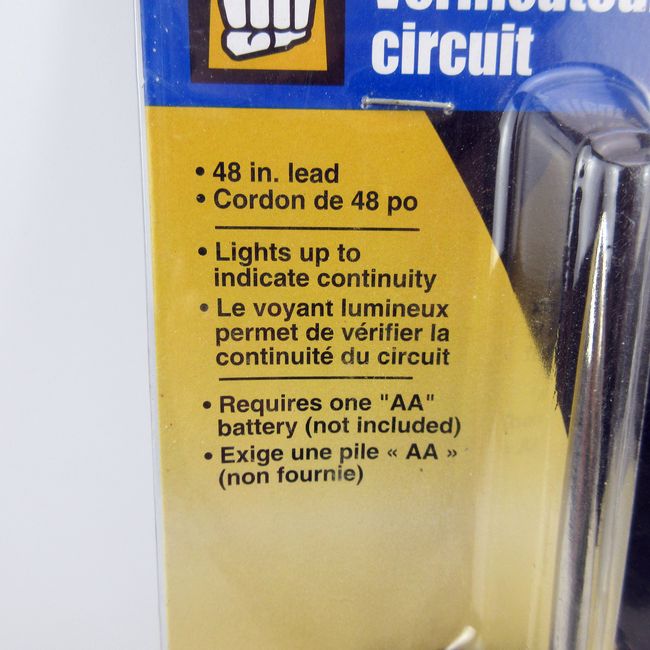 circuit
• 48 in. lead
• Cordon de 48 po
• Lights up to
indicate continuity
• Le voyant lumineux
permet de vérifier la
continuité du circuit
• Requires one "AA"
battery (not included)
• Exige une pile « AA »
(non fournie)